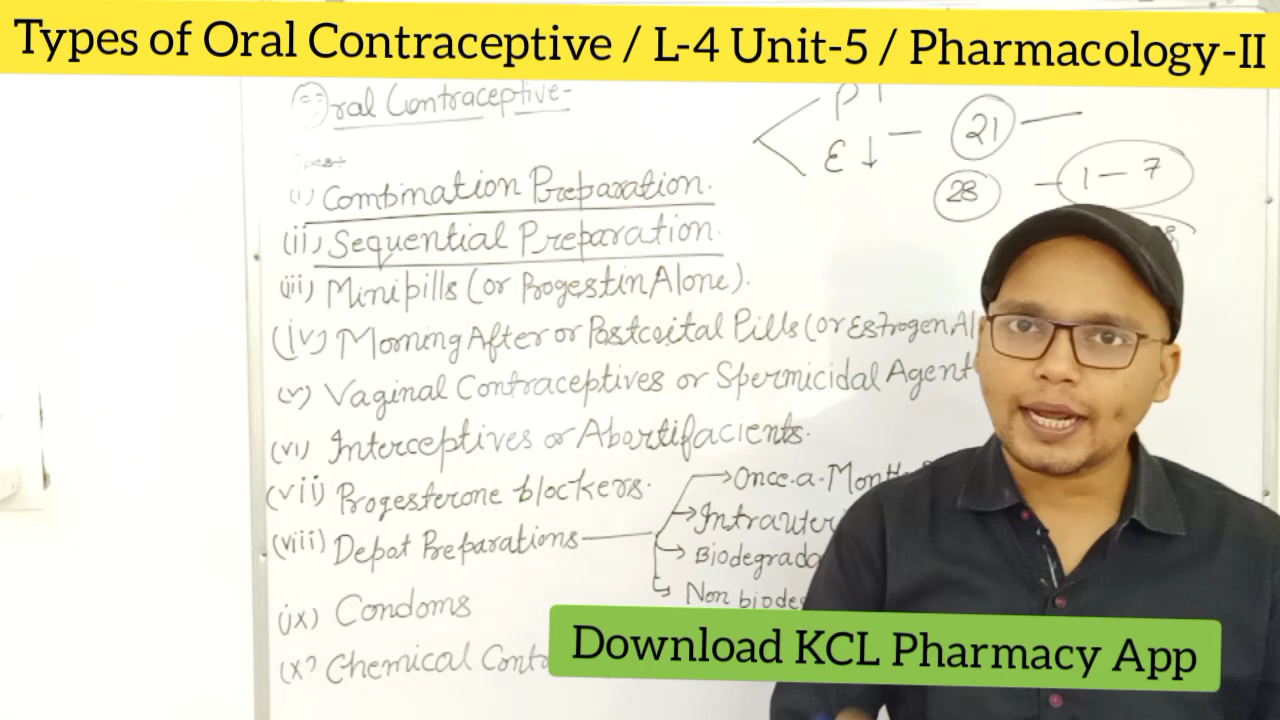 Types of Oral Contraceptive / L-4 Unit-5 / Pharmacology-II
Oral Contraceptive-
P↑
E↓ — 21 —
28 — 1 — 7
(i) Combination Preparation.
(ii) Sequential Preparation.
(iii) Minipills (or Progestin Alone).
(iv) Morning After or Postcoital Pills (or Estrogen Al
(v) Vaginal Contraceptives or Spermicidal Agent
(vi) Interceptives or Abortifacients.
(vii) Progesterone blockers.
(viii) Depot Preparations
→ Once-a-Month
→ Intrauter
→ Biodegrada
Non biodeg
(ix) Condoms
(x) Chemical Contr
Download KCL Pharmacy App